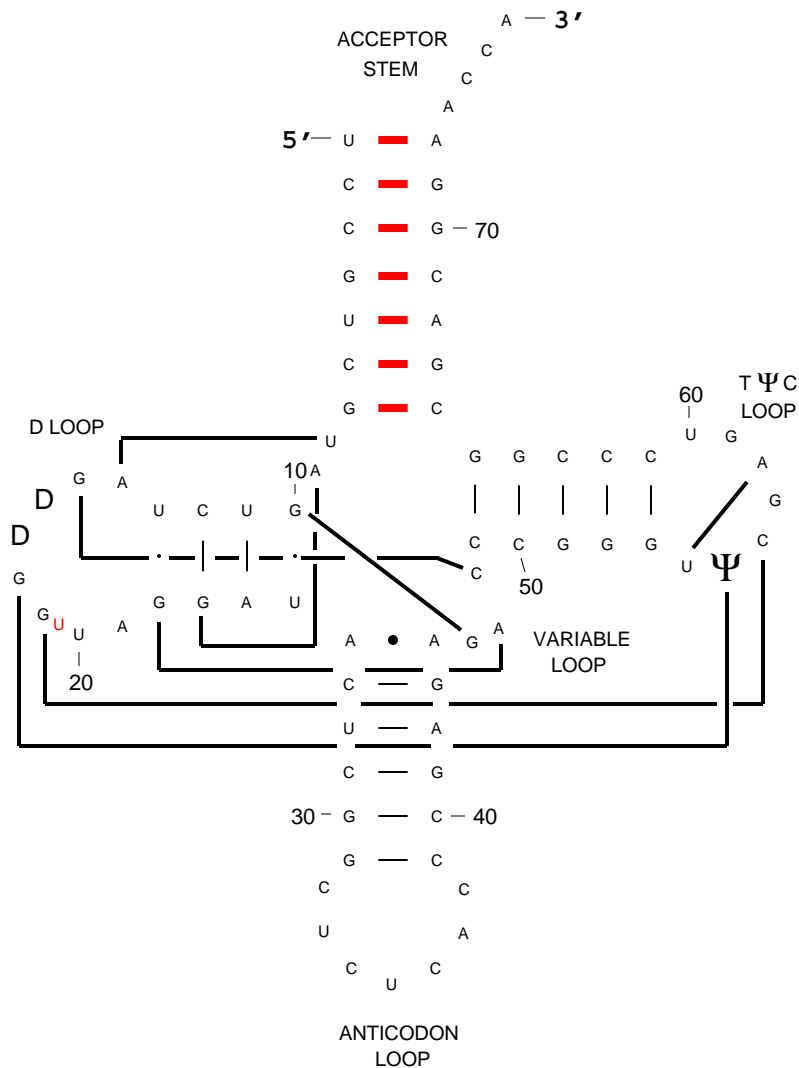 A — 3'
ACCEPTOR
STEM
C
C
A
5' — U A
C G
C G — 70
G C
U A
C G
G C
T Ψ C
LOOP
60
U G
A
G
C
D LOOP
U
A
10
G A
D
D
G
G U U A
20
U C U G
G G A U
G G C C C
C C G G G U Ψ
C
50
A • A G A
VARIABLE
LOOP
C G
U A
C G
30 — G C — 40
G C
C C
U A
C U C
ANTICODON
LOOP